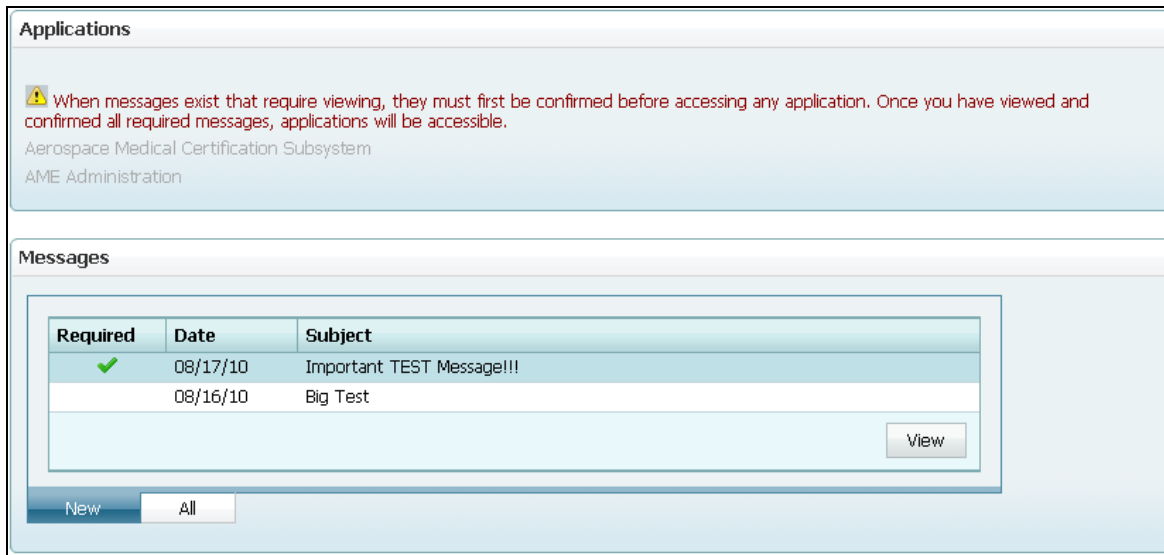 Applications
When messages exist that require viewing, they must first be confirmed before accessing any application. Once you have viewed and
confirmed all required messages, applications will be accessible.
Aerospace Medical Certification Subsystem
AME Administration
Messages
Required Date Subject
08/17/10 Important TEST Message!!!
08/16/10 Big Test
View
New All